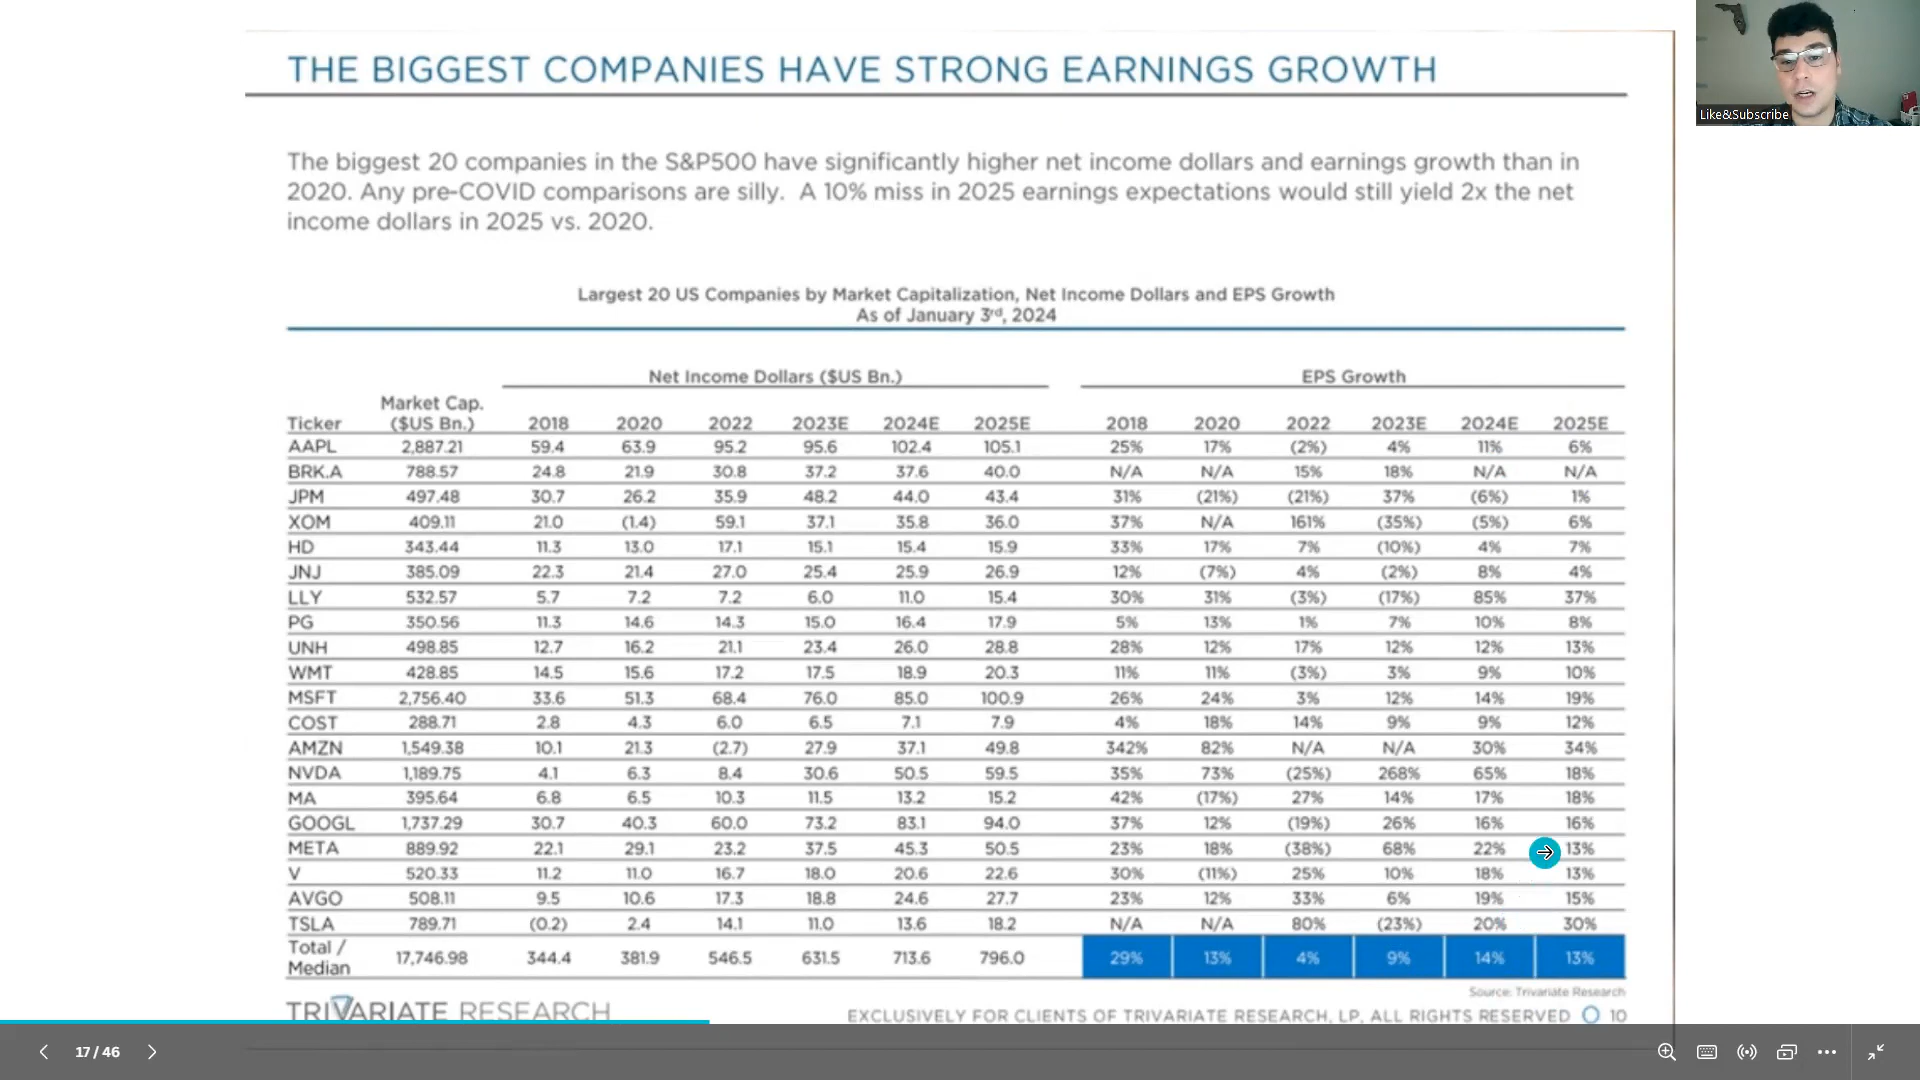 THE BIGGEST COMPANIES HAVE STRONG EARNINGS GROWTH
Like&Subscribe
The biggest 20 companies in the S&P500 have significantly higher net income dollars and earnings growth than in
2020. Any pre-COVID comparisons are silly. A 10% miss in 2025 earnings expectations would still yield 2x the net
income dollars in 2025 vs. 2020.
Largest 20 US Companies by Market Capitalization, Net Income Dollars and EPS Growth
As of January 3rd, 2024
Net Income Dollars ($US Bn.) EPS Growth
Ticker Market Cap. ($US Bn.) 2018 2020 2022 2023E 2024E 2025E 2018 2020 2022 2023E 2024E 2025E
AAPL 2,887.21 59.4 63.9 95.2 95.6 102.4 105.1 25% 17% (2%) 4% 11% 6%
BRK.A 788.57 24.8 21.9 30.8 37.2 37.6 40.0 N/A N/A 15% 18% N/A N/A
JPM 497.48 30.7 26.2 35.9 48.2 44.0 43.4 31% (21%) (21%) 37% (6%) 1%
XOM 409.11 21.0 (1.4) 59.1 37.1 35.8 36.0 37% N/A 161% (35%) (5%) 6%
HD 343.44 11.3 13.0 17.1 15.1 15.4 15.9 33% 17% 7% (10%) 4% 7%
JNJ 385.09 22.3 21.4 27.0 25.4 25.9 26.9 12% (7%) 4% (2%) 8% 4%
LLY 532.57 5.7 7.2 7.2 6.0 11.0 15.4 30% 31% (3%) (17%) 85% 37%
PG 350.56 11.3 14.6 14.3 15.0 16.4 17.9 5% 13% 1% 7% 10% 8%
UNH 498.85 12.7 16.2 21.1 23.4 26.0 28.8 28% 12% 17% 12% 12% 13%
WMT 428.85 14.5 15.6 17.2 17.5 18.9 20.3 11% 11% (3%) 3% 9% 10%
MSFT 2,756.40 33.6 51.3 68.4 76.0 85.0 100.9 26% 24% 3% 12% 14% 19%
COST 288.71 2.8 4.3 6.0 6.5 7.1 7.9 4% 18% 14% 9% 9% 12%
AMZN 1,549.38 10.1 21.3 (2.7) 27.9 37.1 49.8 342% 82% N/A N/A 30% 34%
NVDA 1,189.75 4.1 6.3 8.4 30.6 50.5 59.5 35% 73% (25%) 268% 65% 18%
MA 395.64 6.8 6.5 10.3 11.5 13.2 15.2 42% (17%) 27% 14% 17% 18%
GOOGL 1,737.29 30.7 40.3 60.0 73.2 83.1 94.0 37% 12% (19%) 26% 16% 16%
META 889.92 22.1 29.1 23.2 37.5 45.3 50.5 23% 18% (38%) 68% 22% 13%
V 520.33 11.2 11.0 16.7 18.0 20.6 22.6 30% (11%) 25% 10% 18% 13%
AVGO 508.11 9.5 10.6 17.3 18.8 24.6 27.7 23% 12% 33% 6% 19% 15%
TSLA 789.71 (0.2) 2.4 14.1 11.0 13.6 18.2 N/A N/A 80% (23%) 20% 30%
Total / Median 17,746.98 344.4 381.9 546.5 631.5 713.6 796.0 29% 13% 4% 9% 14% 13%
Source: Trivariate Research
TRIVARIATE RESEARCH
EXCLUSIVELY FOR CLIENTS OF TRIVARIATE RESEARCH, LP, ALL RIGHTS RESERVED 10
17 / 46